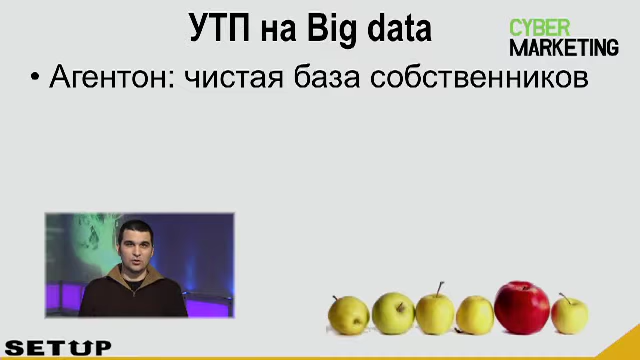 УТП на Big data
CYBER
MARKETING
• Агентон: чистая база собственников
SETUP